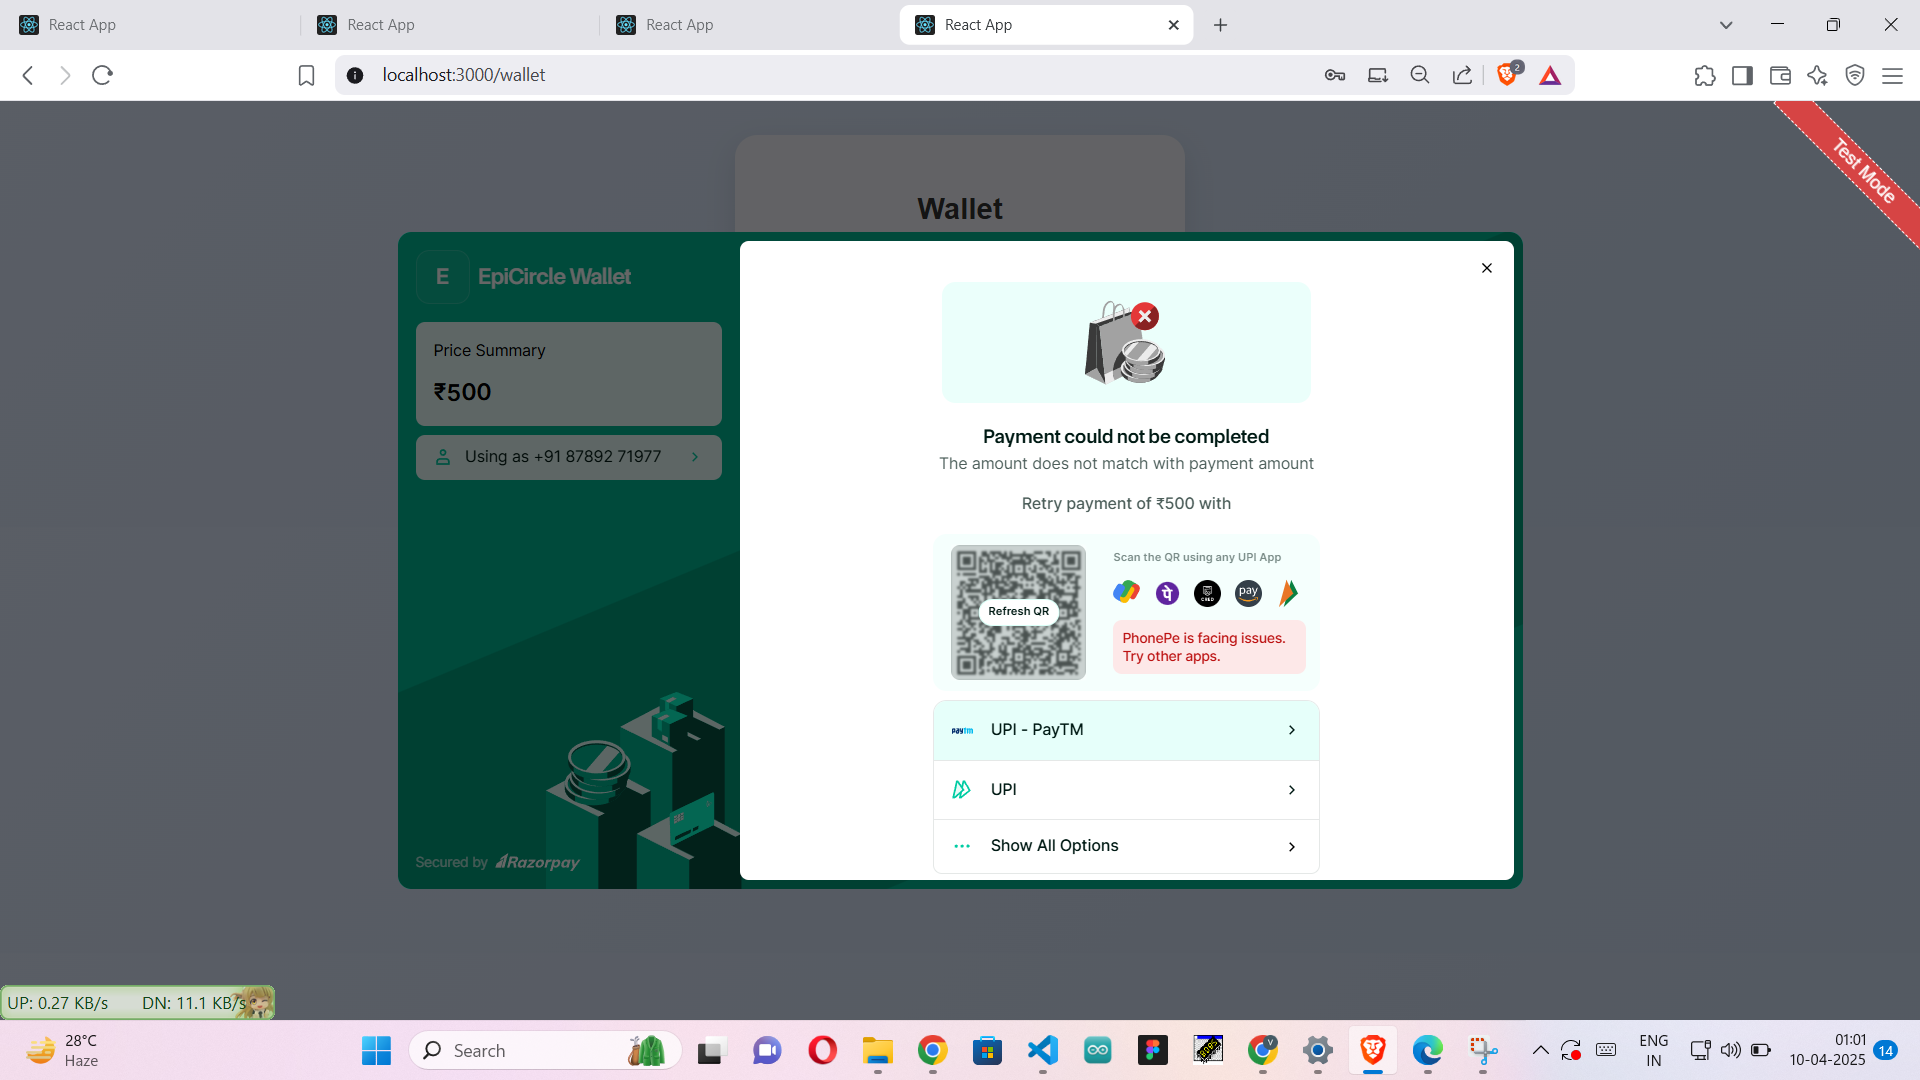 React App
React App
React App
React App
localhost:3000/wallet
2
Test Mode
Wallet
E
EpiCircle Wallet
Price Summary
₹500
Using as +91 87892 71977
Secured by Razorpay
Payment could not be completed
The amount does not match with payment amount
Retry payment of ₹500 with
Refresh QR
Scan the QR using any UPI App
पे
CRED
pay
PhonePe is facing issues.
Try other apps.
paytm
UPI - PayTM
UPI
Show All Options
UP: 0.27 KB/s DN: 11.1 KB/s
28°C
Haze
Search
V
ENG
IN
01:01
10-04-2025
14